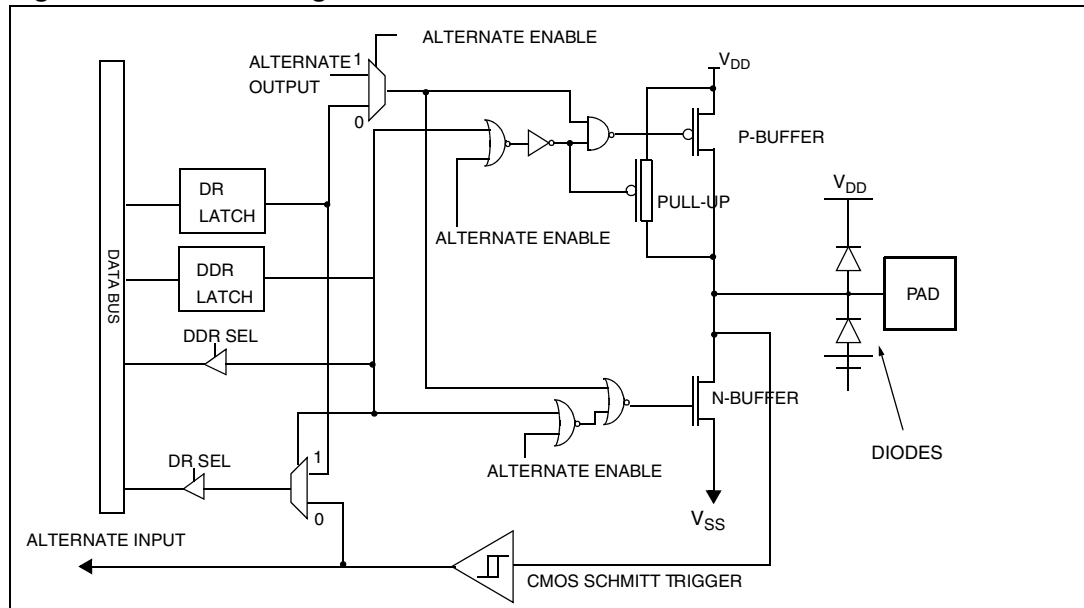 ALTERNATE ENABLE
1
ALTERNATE
OUTPUT
0
VDD
P-BUFFER
VDD
DR
LATCH
PULL-UP
ALTERNATE ENABLE
DATA BUS
DDR
LATCH
PAD
DDR SEL
N-BUFFER
DR SEL
1
ALTERNATE ENABLE
DIODES
0
VSS
ALTERNATE INPUT
CMOS SCHMITT TRIGGER